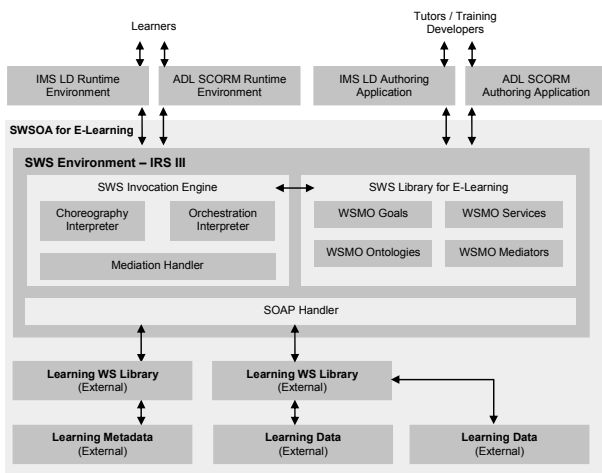 Learners
Tutors / Training
Developers
IMS LD Runtime
Environment
ADL SCORM Runtime
Environment
IMS LD Authoring
Application
ADL SCORM
Authoring Application
SWSOA for E-Learning
SWS Environment – IRS III
SWS Invocation Engine
SWS Library for E-Learning
Choreography
Interpreter
Orchestration
Interpreter
WSMO Goals
WSMO Services
Mediation Handler
WSMO Ontologies
WSMO Mediators
SOAP Handler
Learning WS Library
(External)
Learning WS Library
(External)
Learning Metadata
(External)
Learning Data
(External)
Learning Data
(External)